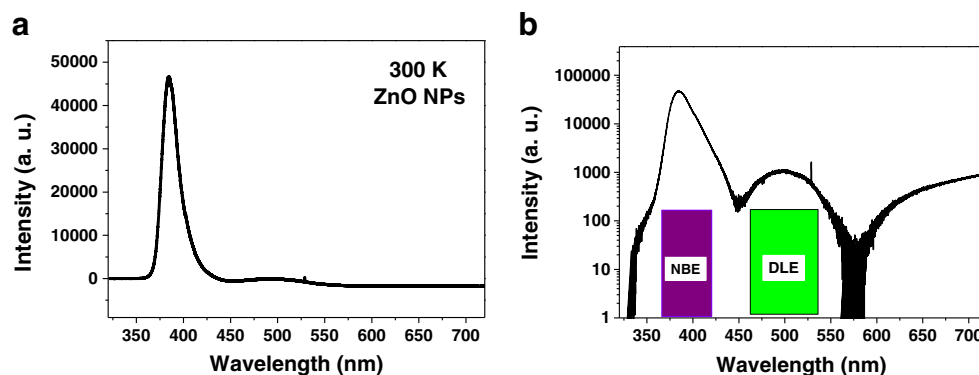 a
300 K
ZnO NPs
Intensity (a. u.)
50000
40000
30000
20000
10000
0
350 400 450 500 550 600 650 700
Wavelength (nm)
b
Intensity (a. u.)
100000
10000
1000
100
10
1
NBE
DLE
350 400 450 500 550 600 650 700
Wavelength (nm)